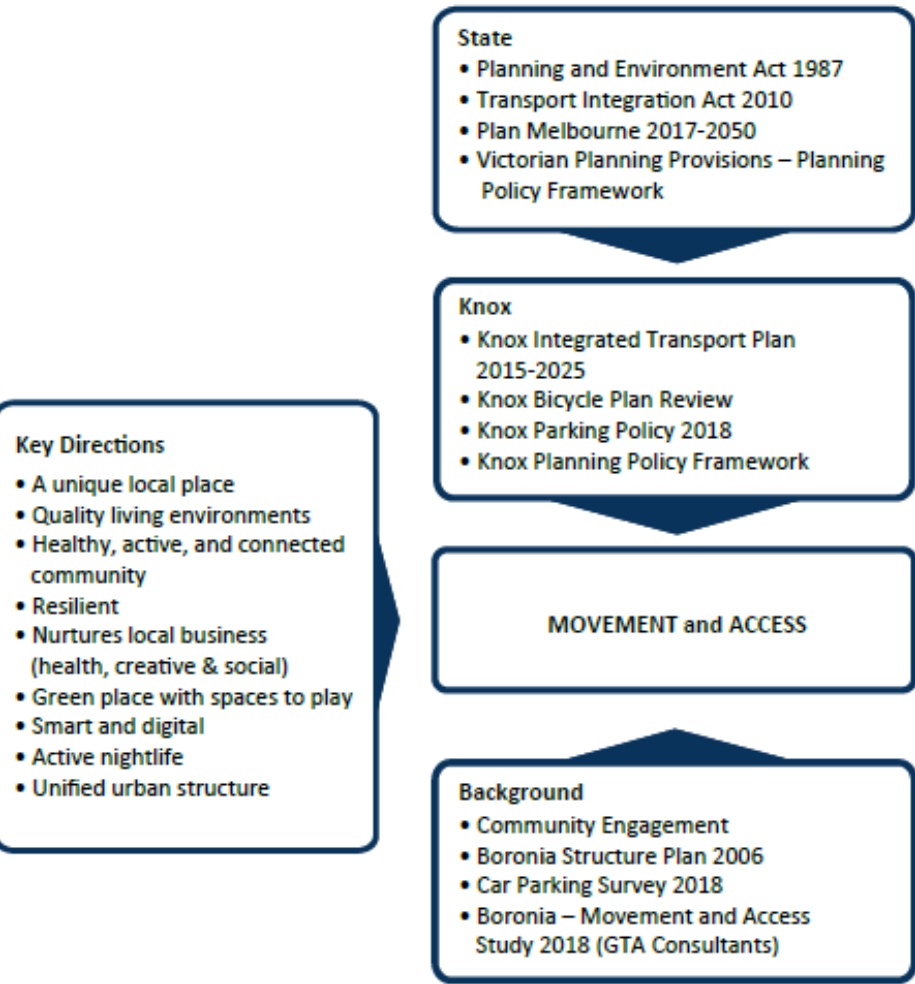 State
• Planning and Environment Act 1987
• Transport Integration Act 2010
• Plan Melbourne 2017-2050
• Victorian Planning Provisions – Planning
Policy Framework
Knox
• Knox Integrated Transport Plan
2015-2025
• Knox Bicycle Plan Review
• Knox Parking Policy 2018
• Knox Planning Policy Framework
Key Directions
• A unique local place
• Quality living environments
• Healthy, active, and connected
community
• Resilient
• Nurtures local business
(health, creative & social)
• Green place with spaces to play
• Smart and digital
• Active nightlife
• Unified urban structure
MOVEMENT and ACCESS
Background
• Community Engagement
• Boronia Structure Plan 2006
• Car Parking Survey 2018
• Boronia – Movement and Access
Study 2018 (GTA Consultants)